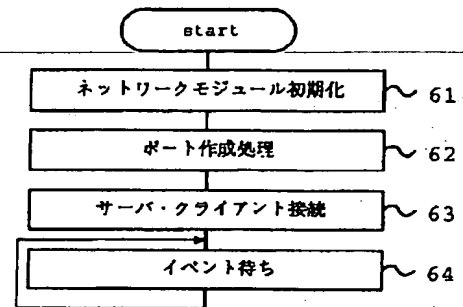 start
ネットワークモジュール初期化 61
ポート作成処理 62
サーバ・クライアント接続 63
イベント待ち 64